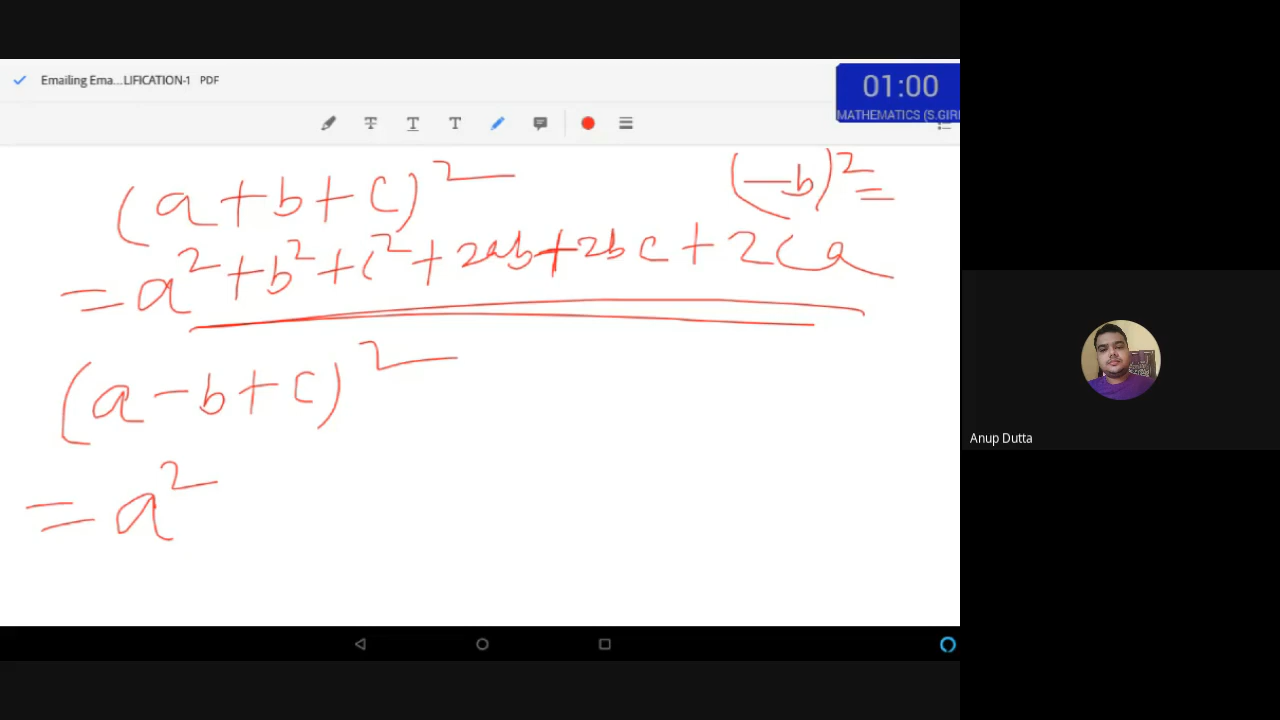 Emailing Ema...LIFICATION-1 PDF
01:00
MATHEMATICS (S.GIRI
T T T
(a+b+c)²
(-b)² =
= a² + b² + c² + 2ab + 2bc + 2ca
(a-b+c)²
= a²
Anup Dutta